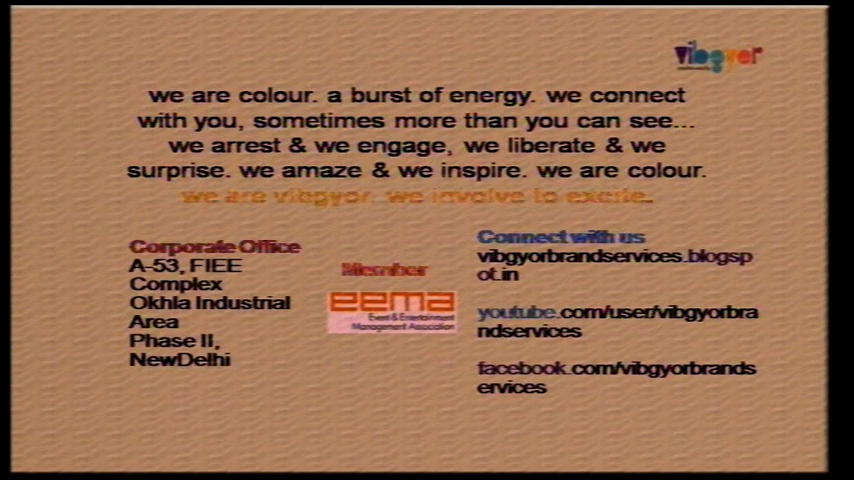 vibgyor
we are colour. a burst of energy. we connect
with you, sometimes more than you can see...
we arrest & we engage, we liberate & we
surprise. we amaze & we inspire. we are colour.
we are vibgyor. we involve to excite.
Corporate Office
A-53, FIEE
Complex
Okhla Industrial
Area
Phase II,
NewDelhi
Member
eema
Event & Entertainment
Management Association
Connect with us
vibgyorbrandservices.blogsp
ot.in
youtube.com/user/vibgyorbra
ndservices
facebook.com/vibgyorbrands
ervices